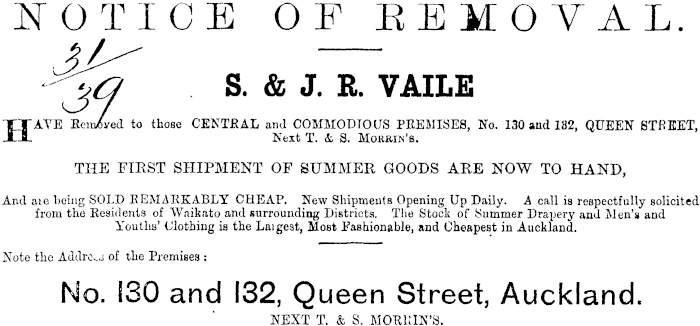 NOTICE OF REMOVAL.
31/39
S. & J. R. VAILE
HAVE Removed to those CENTRAL and COMMODIOUS PREMISES, No. 130 and 132, QUEEN STREET,
Next T. & S. MORRIN'S.
THE FIRST SHIPMENT OF SUMMER GOODS ARE NOW TO HAND,
And are being SOLD REMARKABLY CHEAP. New Shipments Opening Up Daily. A call is respectfully solicited
from the Residents of Waikato and surrounding Districts. The Stock of Summer Drapery and Men's and
Youths' Clothing is the Largest, Most Fashionable, and Cheapest in Auckland.
Note the Address of the Premises:
No. 130 and 132, Queen Street, Auckland.
NEXT T. & S. MORRIN'S.